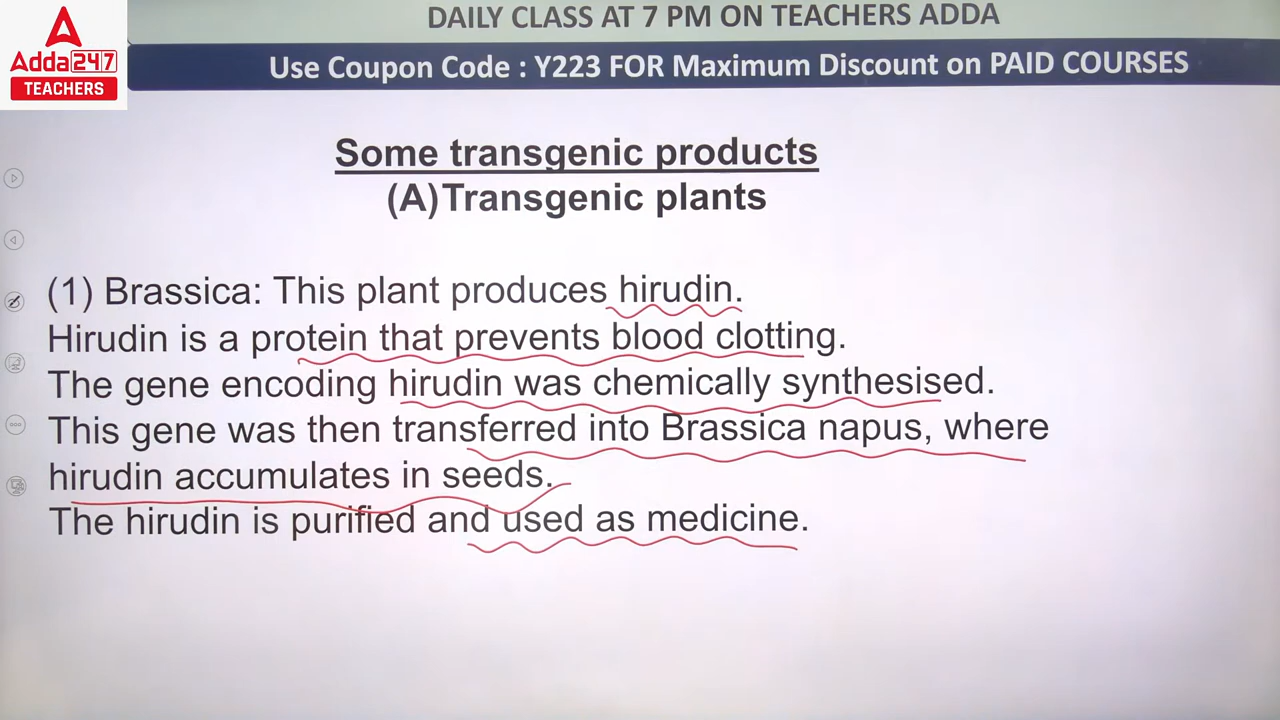 DAILY CLASS AT 7 PM ON TEACHERS ADDA
Adda247
TEACHERS
Use Coupon Code : Y223 FOR Maximum Discount on PAID COURSES
Some transgenic products
(A)Transgenic plants
(1) Brassica: This plant produces hirudin.
Hirudin is a protein that prevents blood clotting.
The gene encoding hirudin was chemically synthesised.
This gene was then transferred into Brassica napus, where
hirudin accumulates in seeds.
The hirudin is purified and used as medicine.